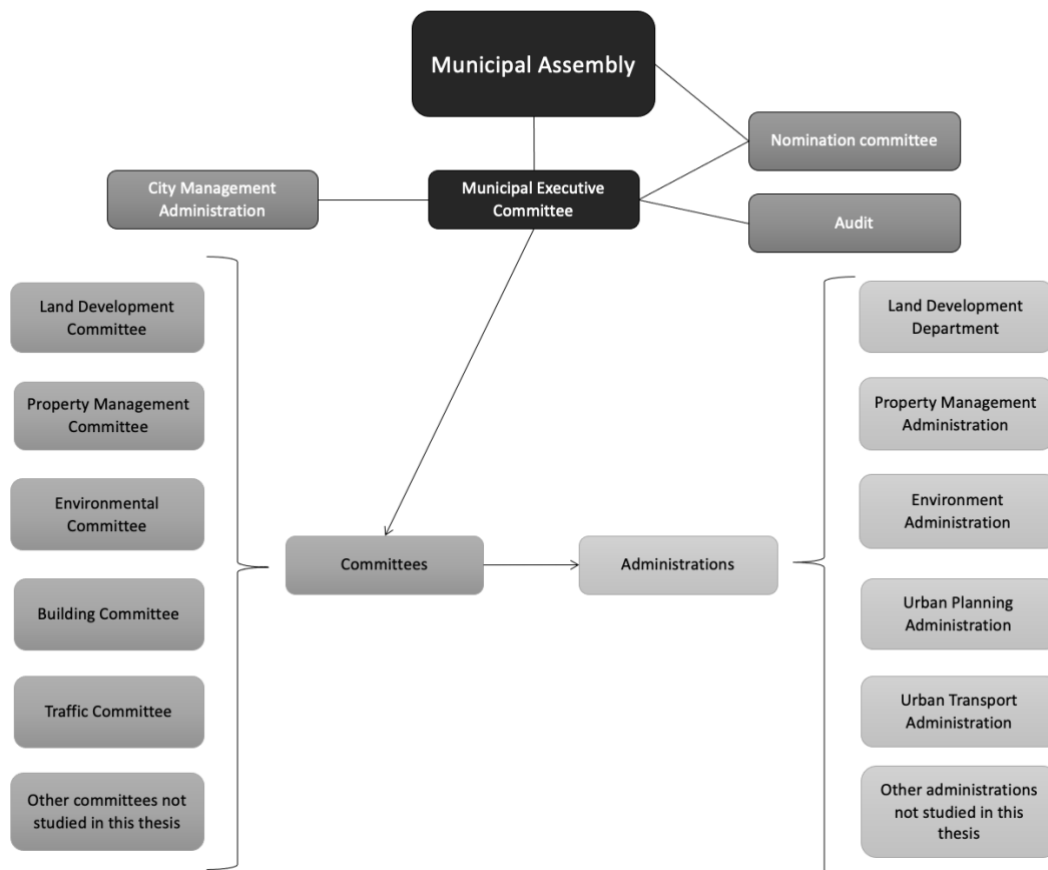 Municipal Assembly
Nomination committee
City Management
Administration
Municipal Executive
Committee
Audit
Land Development
Committee
Property Management
Committee
Environmental
Committee
Building Committee
Traffic Committee
Other committees not
studied in this thesis
Committees
Administrations
Land Development
Department
Property Management
Administration
Environment
Administration
Urban Planning
Administration
Urban Transport
Administration
Other administrations
not studied in this
thesis